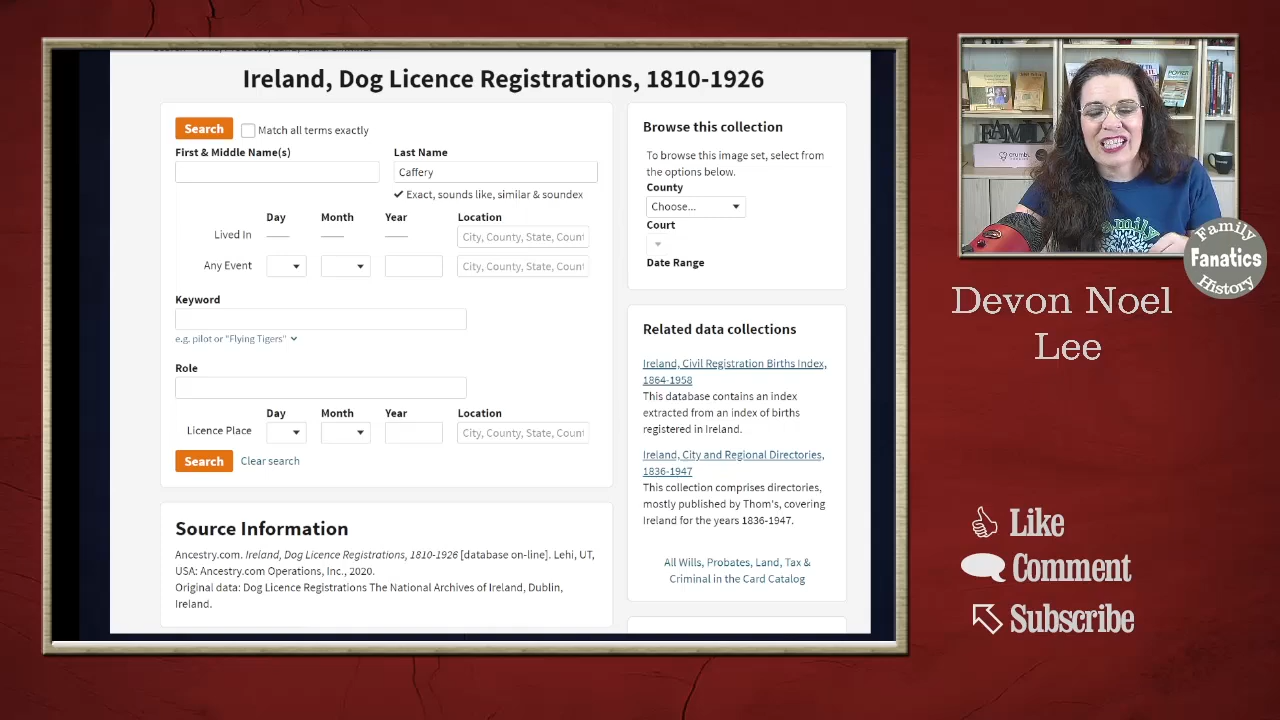 Ireland, Dog Licence Registrations, 1810-1926
Search
Match all terms exactly
First & Middle Name(s)
Last Name
Caffery
Exact, sounds like, similar & soundex
Day
Month
Year
Location
Lived In
City, County, State, Count
Any Event
City, County, State, Count
Keyword
e.g. pilot or "Flying Tigers"
Role
Day
Month
Year
Location
Licence Place
City, County, State, Count
Search
Clear search
Source Information
Ancestry.com. Ireland, Dog Licence Registrations, 1810-1926 [database on-line]. Lehi, UT,
USA: Ancestry.com Operations, Inc., 2020.
Original data: Dog Licence Registrations The National Archives of Ireland, Dublin,
Ireland.
Browse this collection
To browse this image set, select from
the options below.
County
Choose...
Court
Date Range
Related data collections
Ireland, Civil Registration Births Index,
1864-1958
This database contains an index
extracted from an index of births
registered in Ireland.
Ireland, City and Regional Directories,
1836-1947
This collection comprises directories,
mostly published by Thom's, covering
Ireland for the years 1836-1947.
All Wills, Probates, Land, Tax &
Criminal in the Card Catalog
Family
Fanatics
History
Devon Noel
Lee
Like
Comment
Subscribe